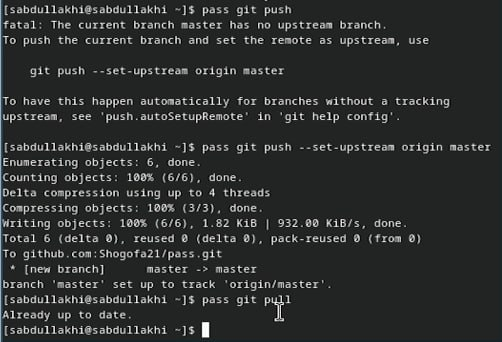 [sabdullakhi@sabdullakhi ~]$ pass git push
fatal: The current branch master has no upstream branch.
To push the current branch and set the remote as upstream, use
    git push --set-upstream origin master
To have this happen automatically for branches without a tracking
upstream, see 'push.autoSetupRemote' in 'git help config'.
[sabdullakhi@sabdullakhi ~]$ pass git push --set-upstream origin master
Enumerating objects: 6, done.
Counting objects: 100% (6/6), done.
Delta compression using up to 4 threads
Compressing objects: 100% (3/3), done.
Writing objects: 100% (6/6), 1.82 KiB | 932.00 KiB/s, done.
Total 6 (delta 0), reused 0 (delta 0), pack-reused 0 (from 0)
To github.com:Shogofa21/pass.git
 * [new branch]      master -> master
branch 'master' set up to track 'origin/master'.
[sabdullakhi@sabdullakhi ~]$ pass git pull
Already up to date.
[sabdullakhi@sabdullakhi ~]$